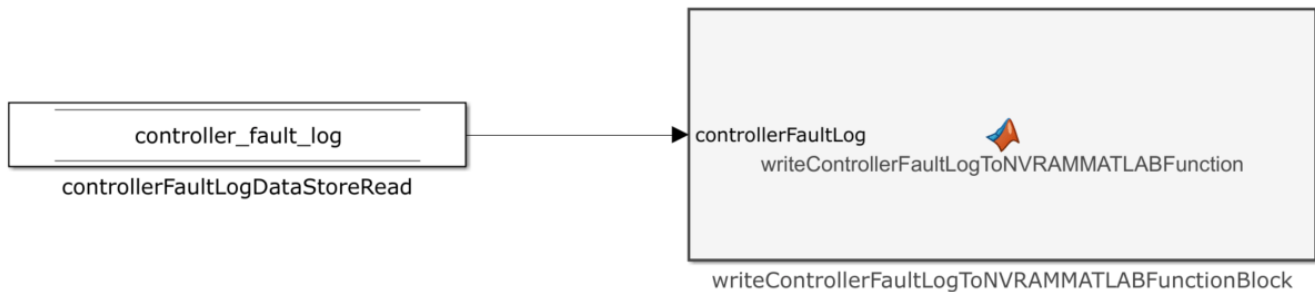 controller_fault_log
controllerFaultLogDataStoreRead
controllerFaultLog
writeControllerFaultLogToNVRAMMATLABFunction
writeControllerFaultLogToNVRAMMATLABFunctionBlock